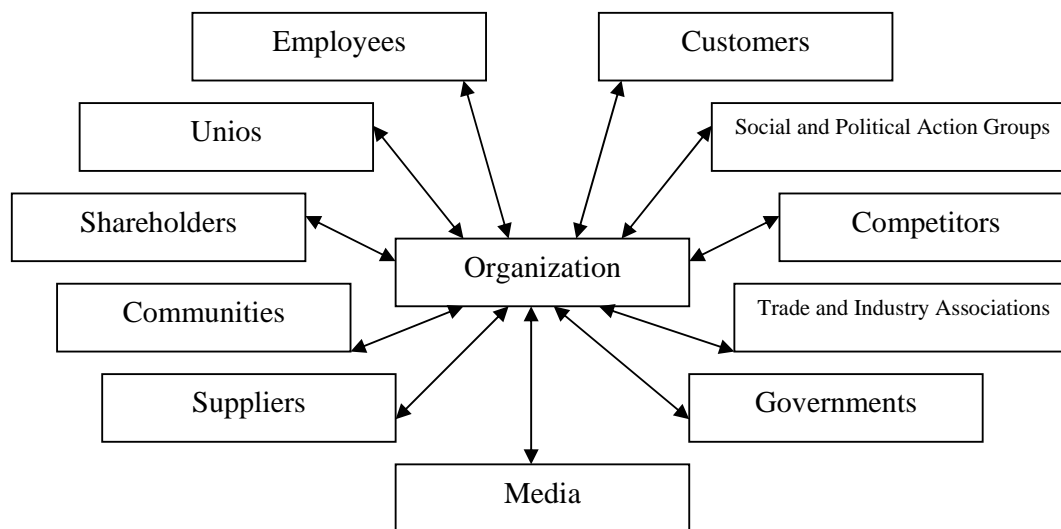 Employees
Customers
Unios
Social and Political Action Groups
Shareholders
Competitors
Organization
Communities
Trade and Industry Associations
Suppliers
Governments
Media